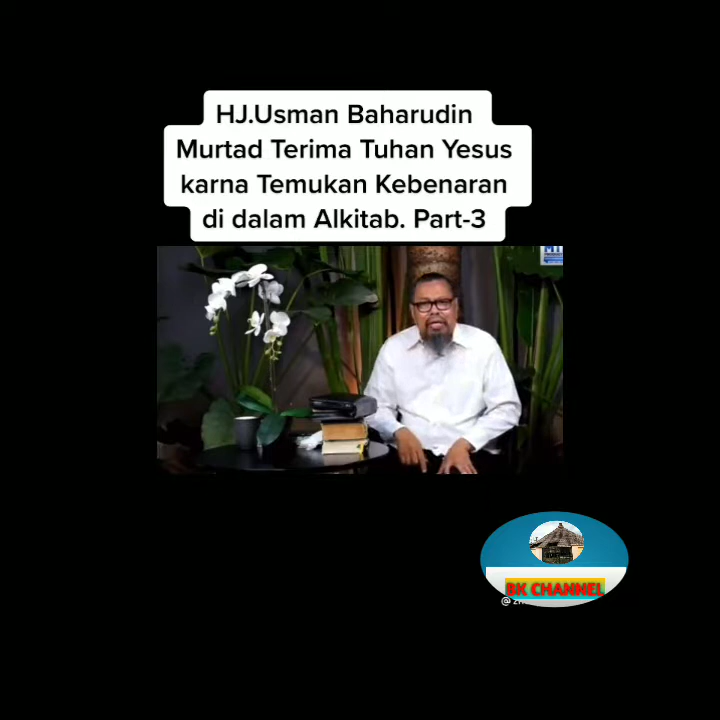 HJ.Usman Baharudin
Murtad Terima Tuhan Yesus
karna Temukan Kebenaran
di dalam Alkitab. Part-3
BK CHANNEL